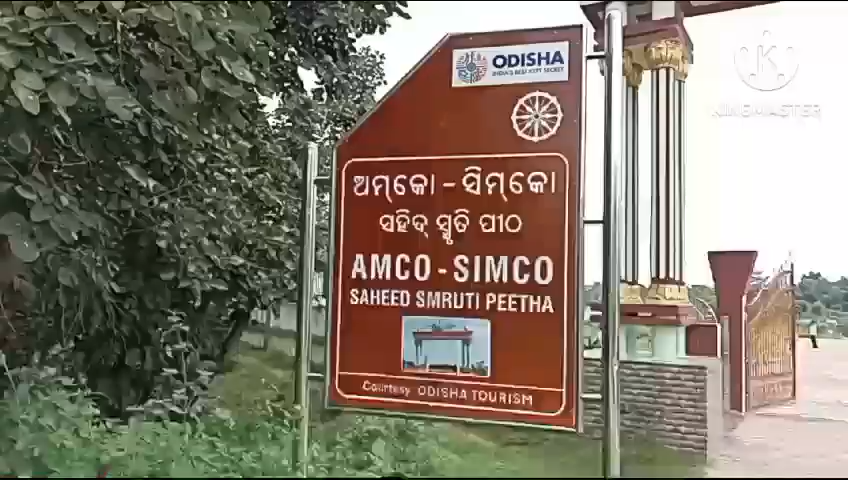 ODISHA
INDIA'S BEST KEPT SECRET
ଅମ୍‌କୋ - ସିମ୍‌କୋ
ସହିଦ୍ ସ୍ମୃତି ପୀଠ
AMCO - SIMCO
SAHEED SMRUTI PEETHA
Courtesy ODISHA TOURISM
KINEMASTER